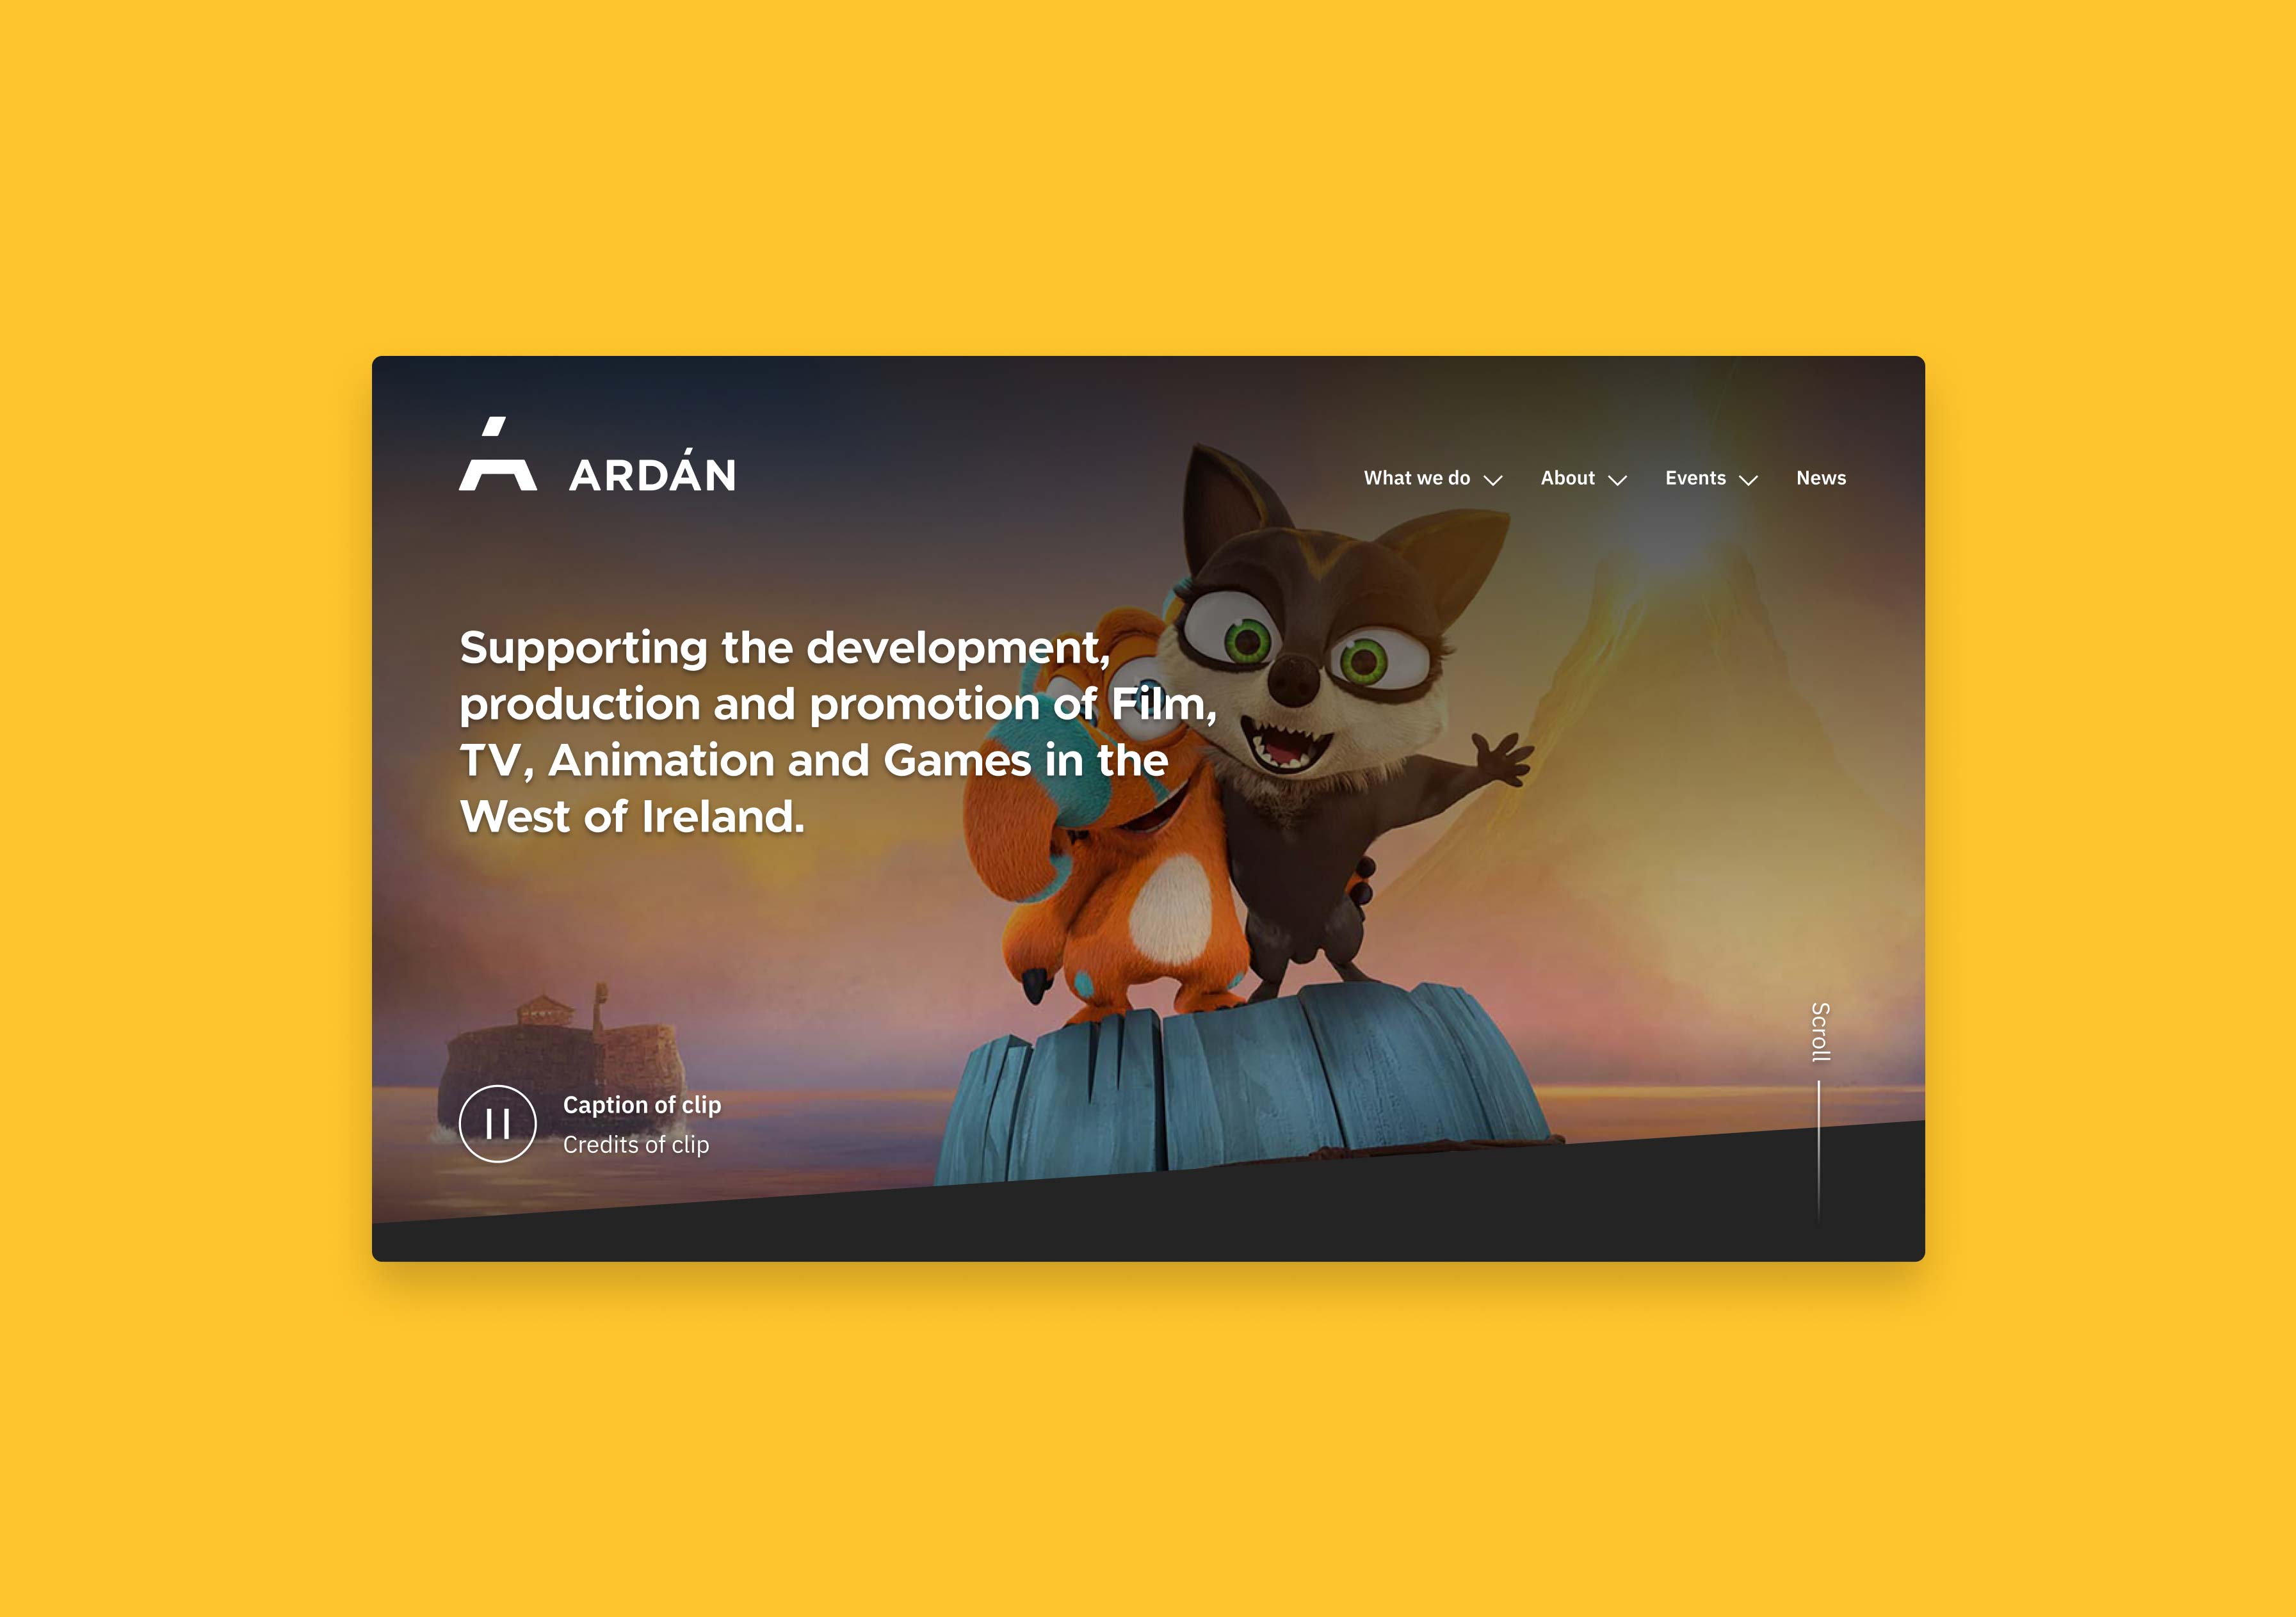 ARDÁN
What we do
About
Events
News
Supporting the development,
production and promotion of Film,
TV, Animation and Games in the
West of Ireland.
Scroll
Caption of clip
Credits of clip